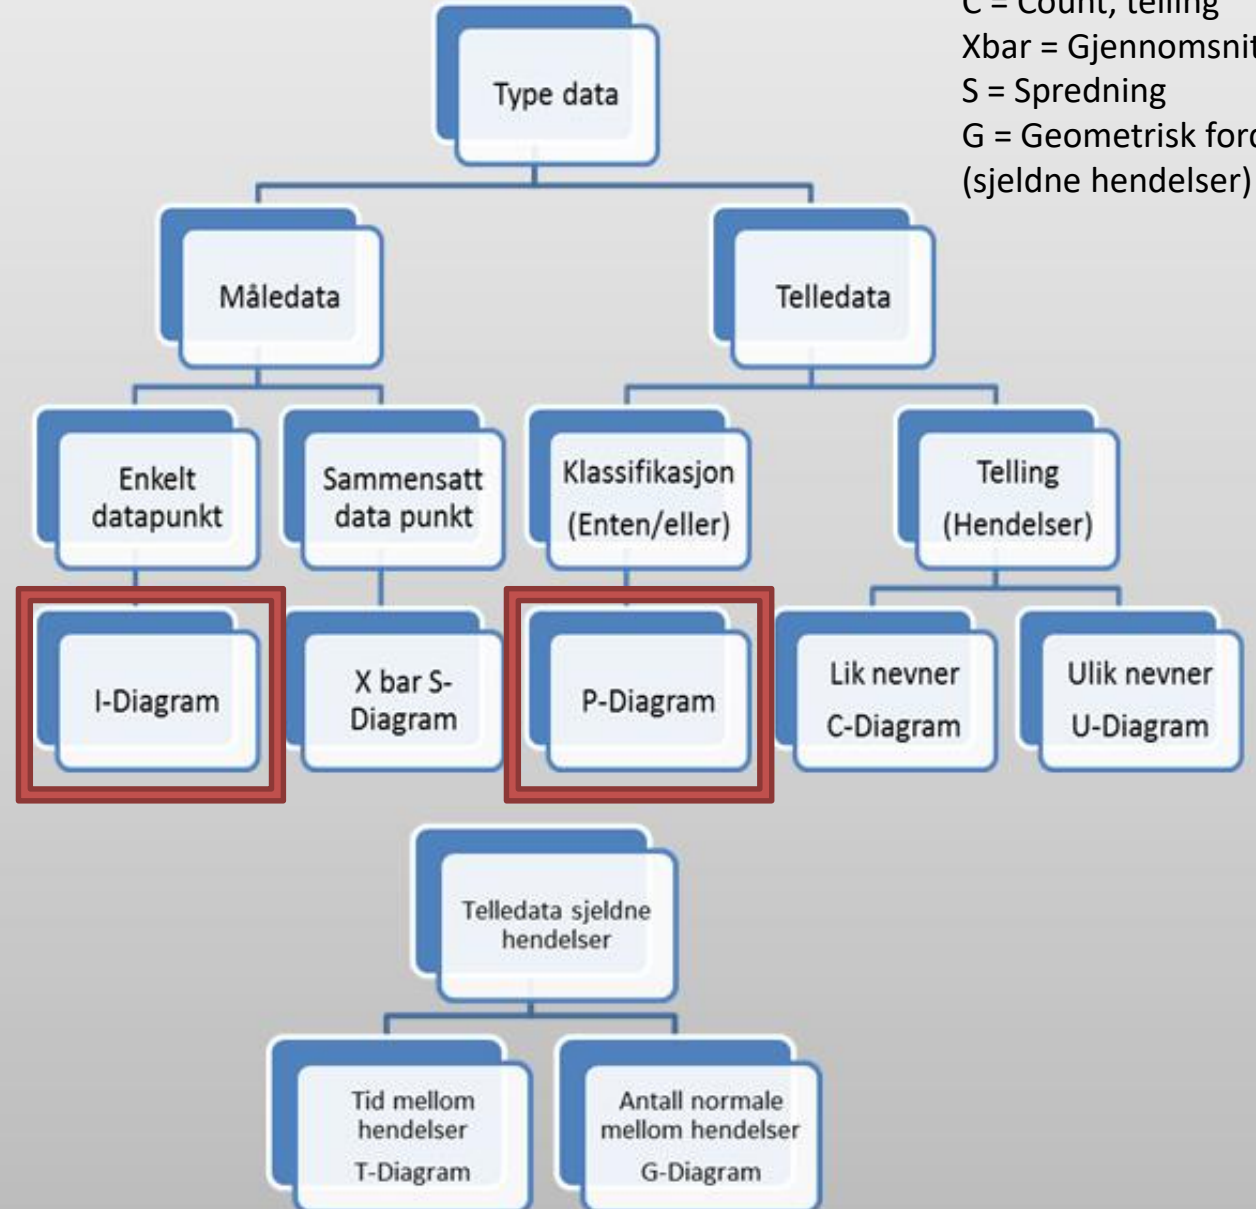 C = Count, telling
Xbar = Gjennomsnit
S = Spredning
G = Geometrisk ford
(sjeldne hendelser)
Type data
Måledata
Telledata
Enkelt
datapunkt
Sammensatt
data punkt
Klassifikasjon
(Enten/eller)
Telling
(Hendelser)
I-Diagram
X bar S-
Diagram
P-Diagram
Lik nevner
C-Diagram
Ulik nevner
U-Diagram
Telledata sjeldne
hendelser
Tid mellom
hendelser
T-Diagram
Antall normale
mellom hendelser
G-Diagram